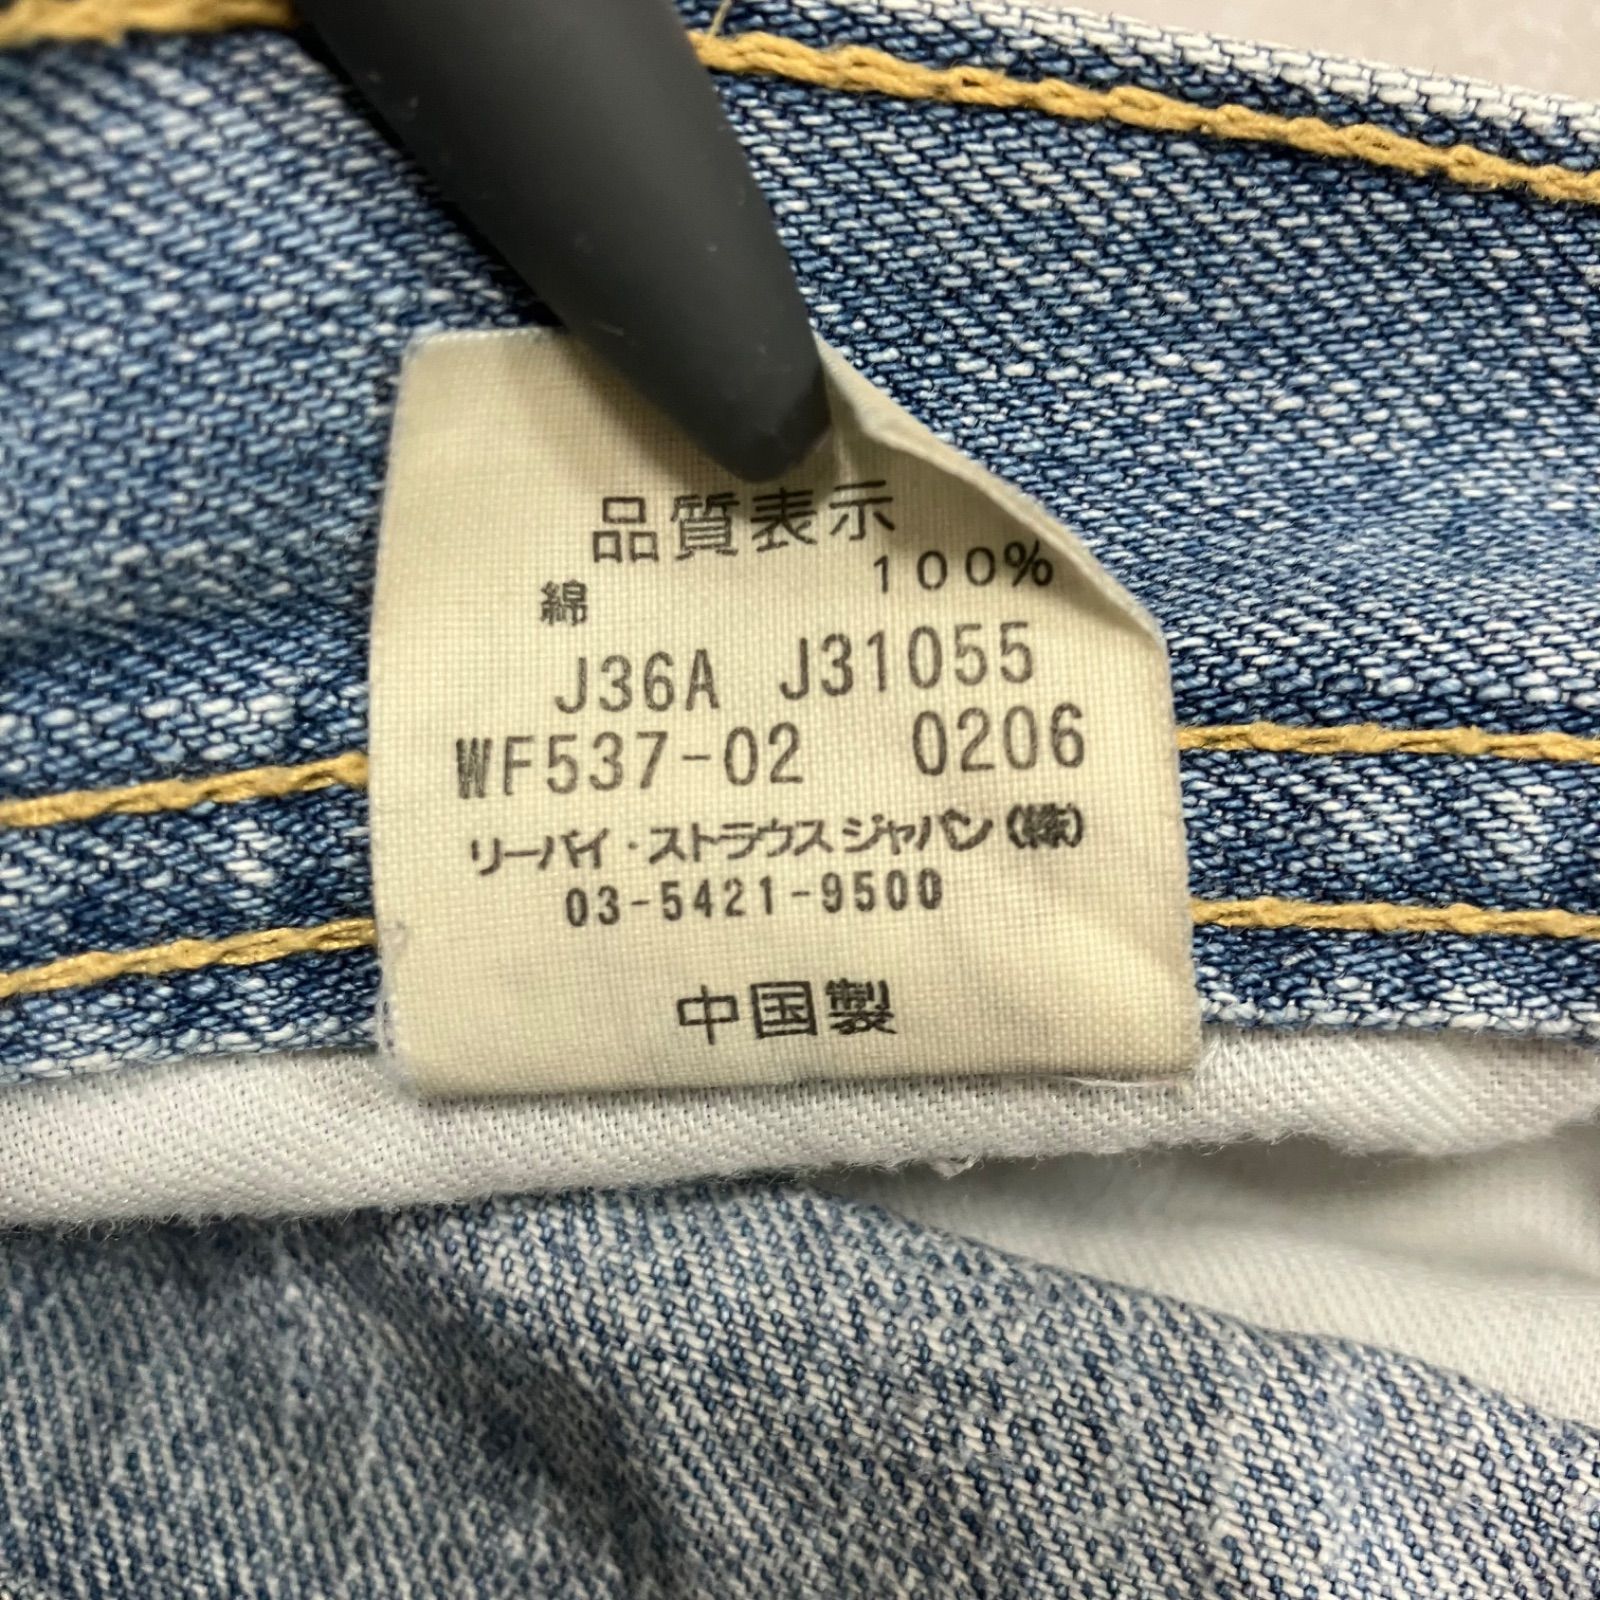 品質表示
綿 100%
J36A J31055
WF537-02 0206
リーバイ・ストラウス ジャパン(株)
03-5421-9500
中国製